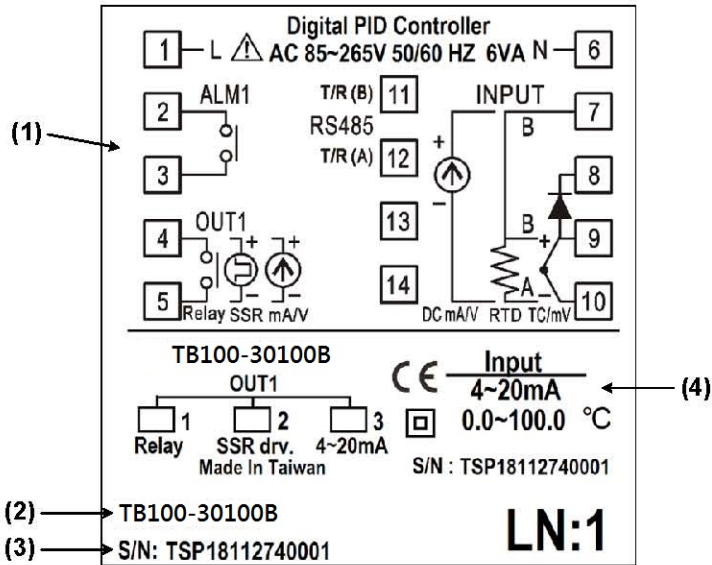 Digital PID Controller
1 L AC 85~265V 50/60 HZ 6VA N 6
2 ALM1 T/R (B) 11 INPUT 7
(1) RS485 B
3 T/R (A) 12 + 8
4 OUT1 13 − B + 9
+ +
5 − − 14 A − 10
Relay SSR mA/V DC mA/V RTD TC/mV
TB100-30100B
OUT1
1 2 3
Relay SSR drv. 4~20mA
Made In Taiwan
CE Input
4~20mA (4)
0.0~100.0 °C
S/N : TSP18112740001
(2) TB100-30100B
(3) S/N: TSP18112740001
LN:1